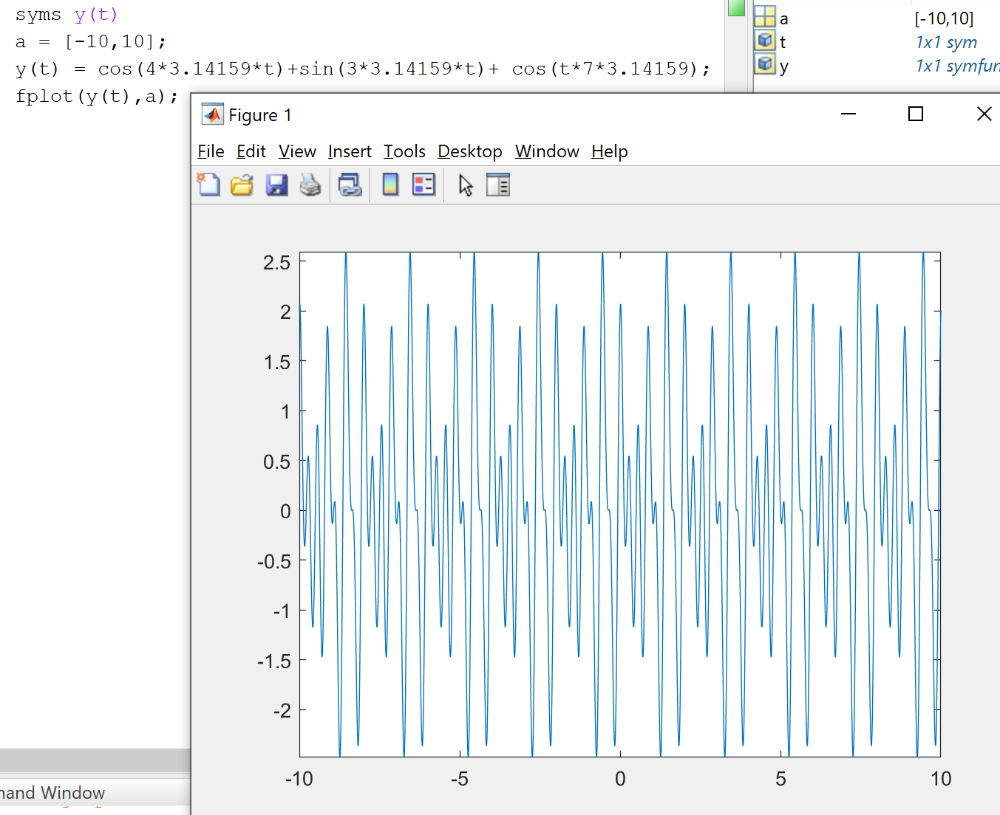 syms y(t)
a = [-10,10];
y(t) = cos(4*3.14159*t)+sin(3*3.14159*t)+ cos(t*7*3.14159);
fplot(y(t),a);
a [-10,10]
t 1x1 sym
y 1x1 symfun
Figure 1
File Edit View Insert Tools Desktop Window Help
2.5
2
1.5
1
0.5
0
-0.5
-1
-1.5
-2
-10 -5 0 5 10
mand Window